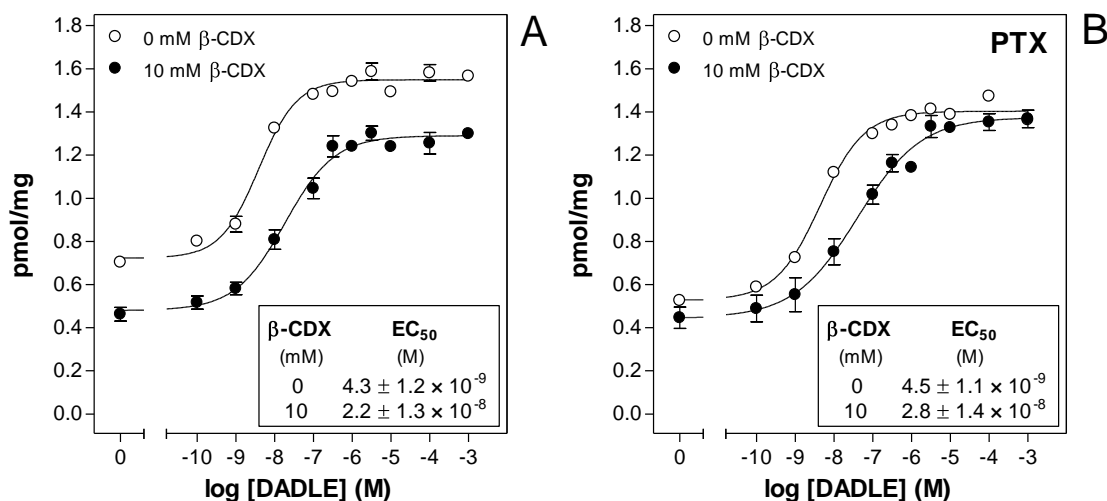 A
0 mM β-CDX
10 mM β-CDX
pmol/mg
1.8
1.6
1.4
1.2
1.0
0.8
0.6
0.4
0.2
0.0
β-CDX EC50
(mM) (M)
0 4.3 ± 1.2 × 10-9
10 2.2 ± 1.3 × 10-8
0 -10 -9 -8 -7 -6 -5 -4 -3
log [DADLE] (M)
B
PTX
0 mM β-CDX
10 mM β-CDX
pmol/mg
1.8
1.6
1.4
1.2
1.0
0.8
0.6
0.4
0.2
0.0
β-CDX EC50
(mM) (M)
0 4.5 ± 1.1 × 10-9
10 2.8 ± 1.4 × 10-8
0 -10 -9 -8 -7 -6 -5 -4 -3
log [DADLE] (M)